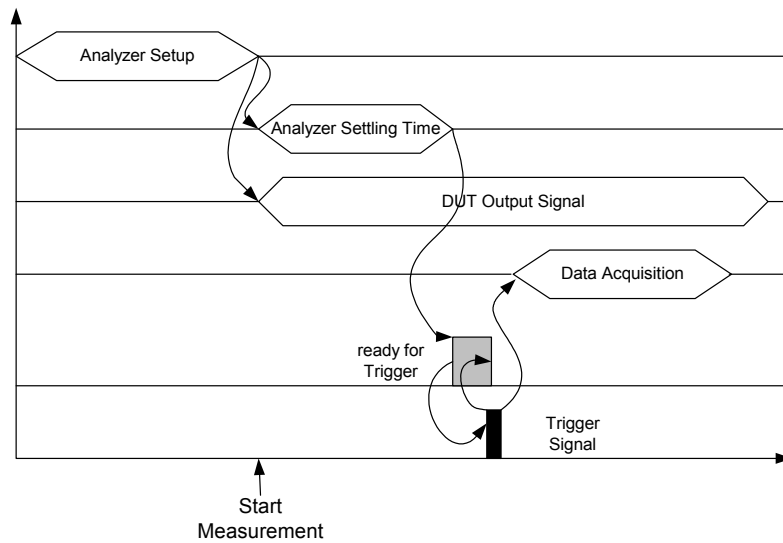 Analyzer Setup
Analyzer Settling Time
DUT Output Signal
Data Acquisition
ready for
Trigger
Trigger
Signal
Start
Measurement